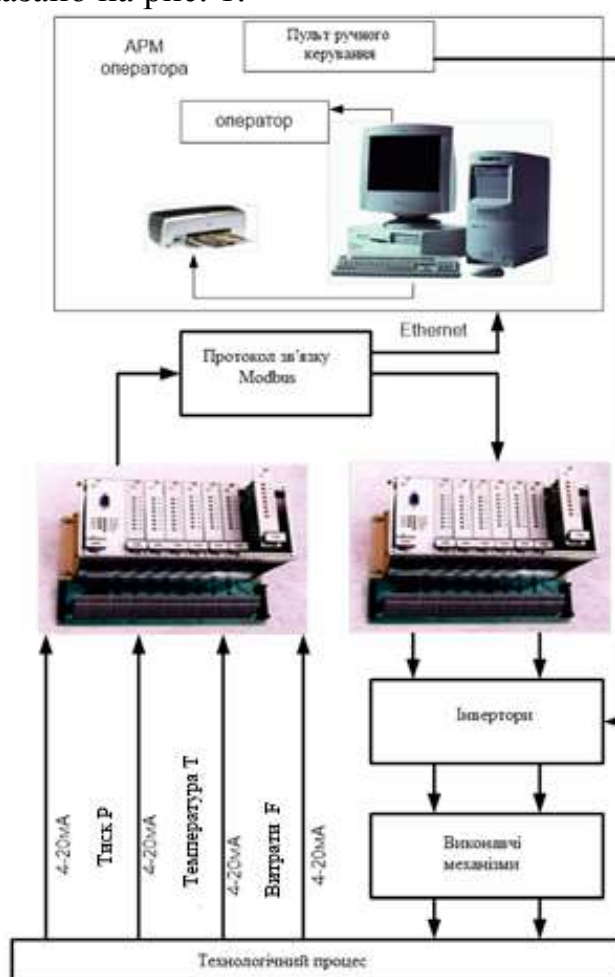 казано на рис. 1.
АРМ
оператора
Пульт ручного
керування
оператор
Ethernet
Протокол зв’язку
Modbus
4-20мА
Тиск Р
4-20мА
Температура Т
4-20мА
Витрати F
4-20мА
Інвертори
Виконавчі
механізми
Технологічний процес